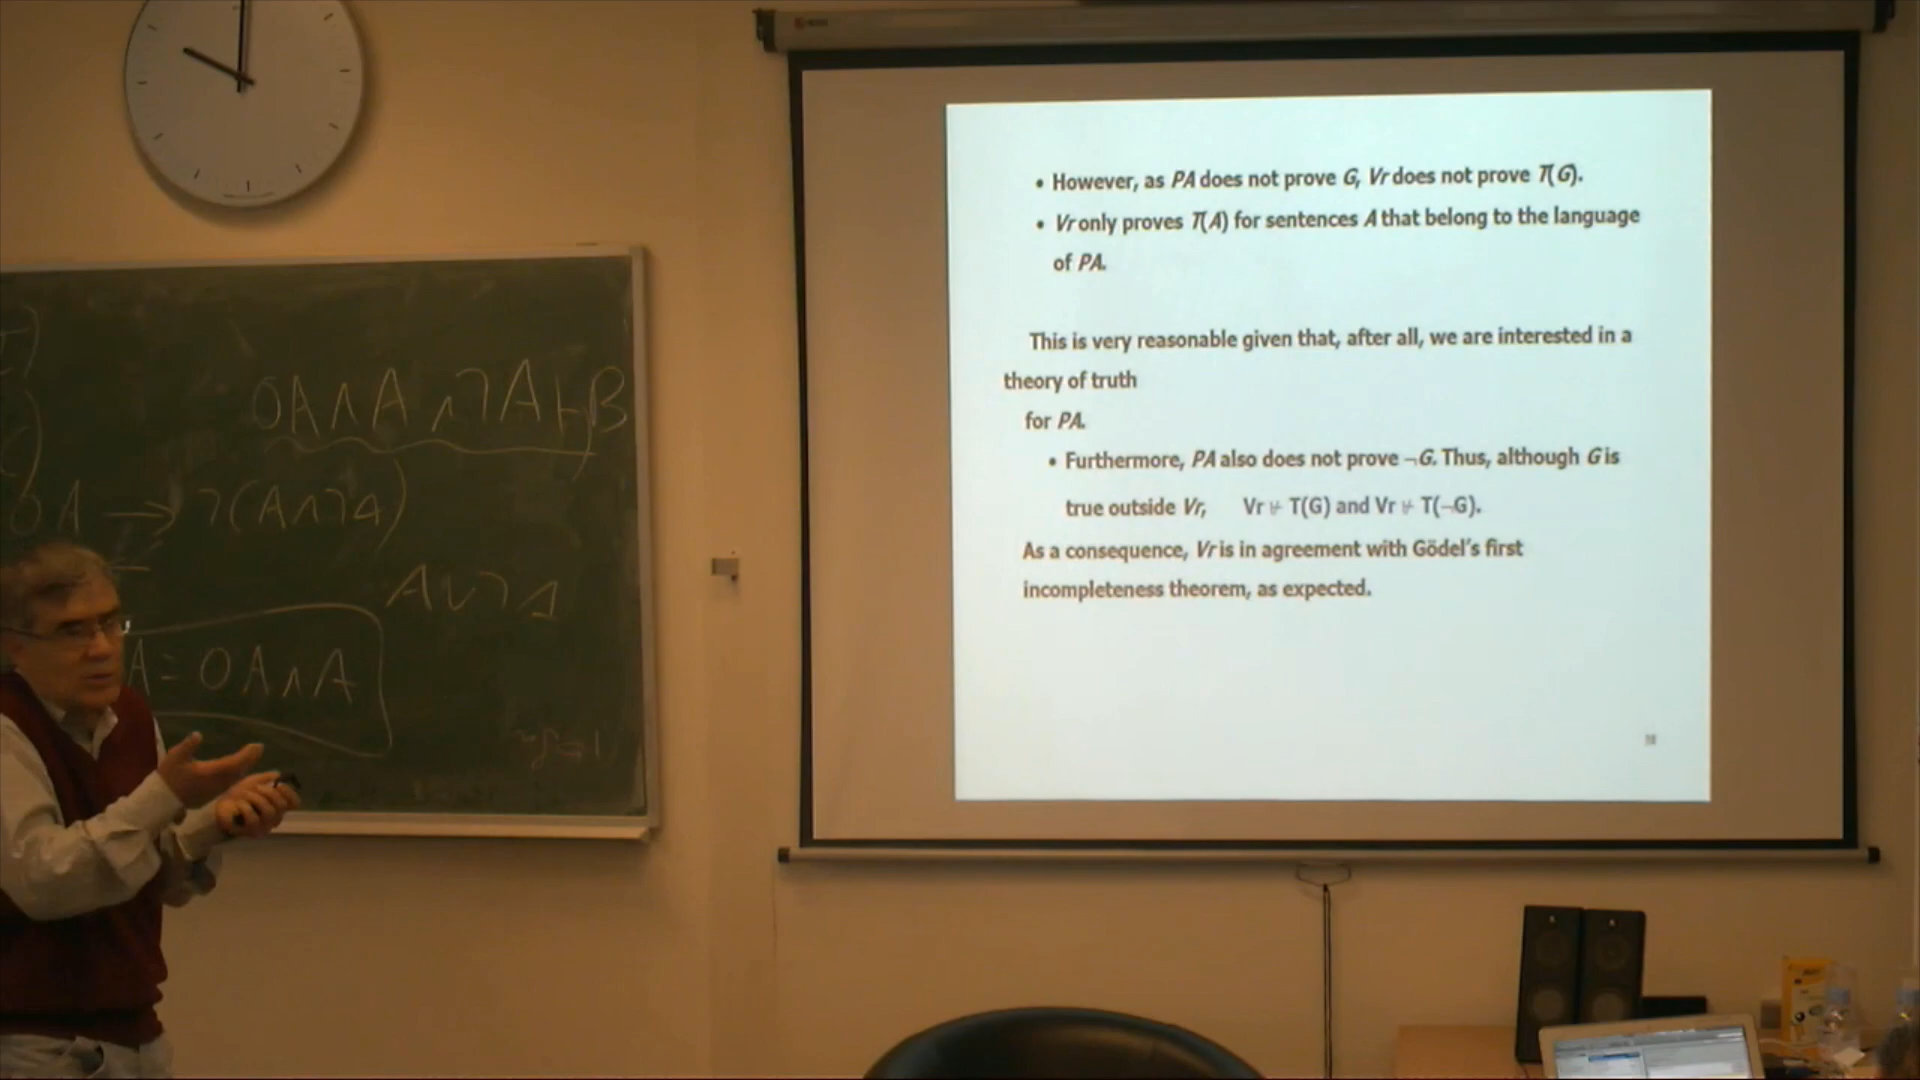 ◦A∧A∧¬A⊢B
◦A → ¬(A∧¬A)
A∨¬A
A = ◦A∧A
• However, as PA does not prove G, Vr does not prove T(G).
• Vr only proves T(A) for sentences A that belong to the language
of PA.
This is very reasonable given that, after all, we are interested in a
theory of truth
for PA.
• Furthermore, PA also does not prove ¬G. Thus, although G is
true outside Vr, Vr ⊬ T(G) and Vr ⊬ T(¬G).
As a consequence, Vr is in agreement with Gödel's first
incompleteness theorem, as expected.